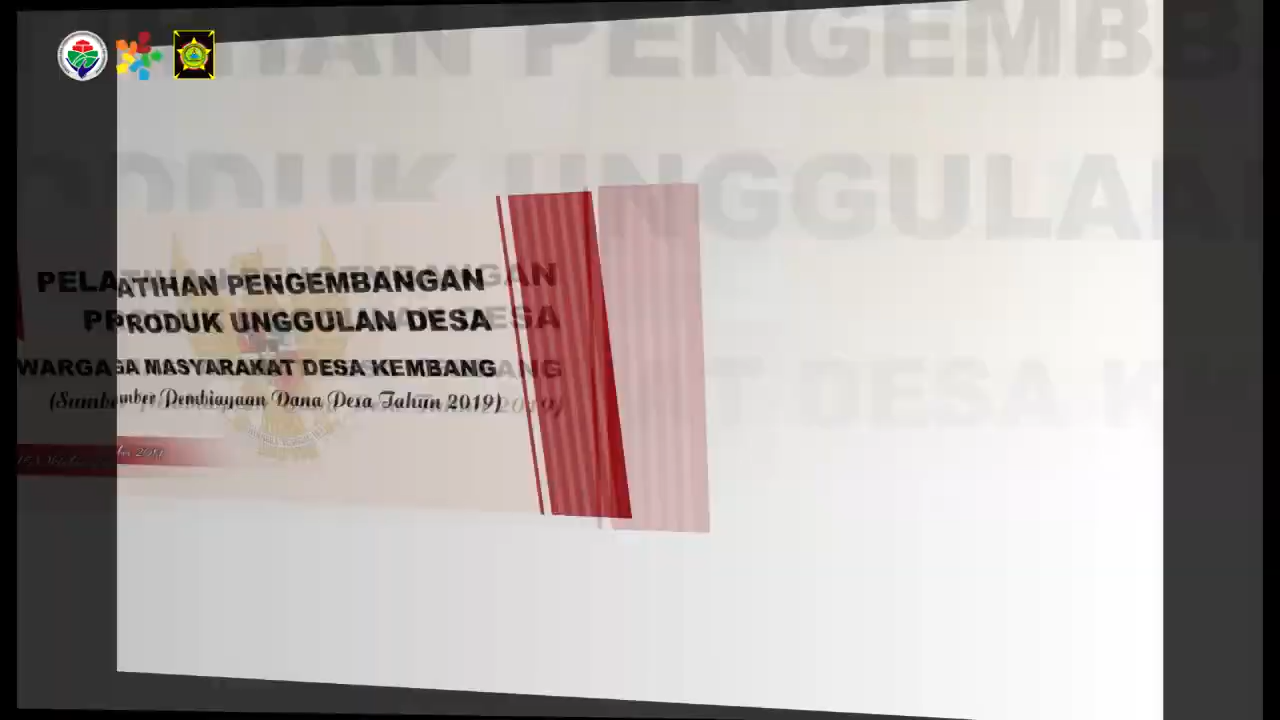 PELATIHAN PENGEMBANGAN
PRODUK UNGGULAN DESA
WARGA MASYARAKAT DESA KEMBANG
(Sumber Pembiayaan Dana Desa Tahun 2019)